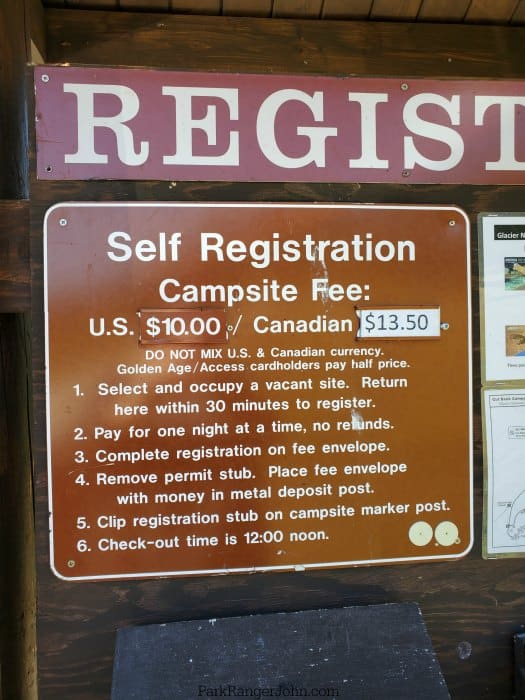 REGIST
Self Registration
Campsite Fee:
U.S. $10.00 / Canadian $13.50
DO NOT MIX U.S. & Canadian currency.
Golden Age/Access cardholders pay half price.
1. Select and occupy a vacant site. Return
here within 30 minutes to register.
2. Pay for one night at a time, no refunds.
3. Complete registration on fee envelope.
4. Remove permit stub. Place fee envelope
with money in metal deposit post.
5. Clip registration stub on campsite marker post.
6. Check-out time is 12:00 noon.
Glacier N
ParkRangerJohn.com